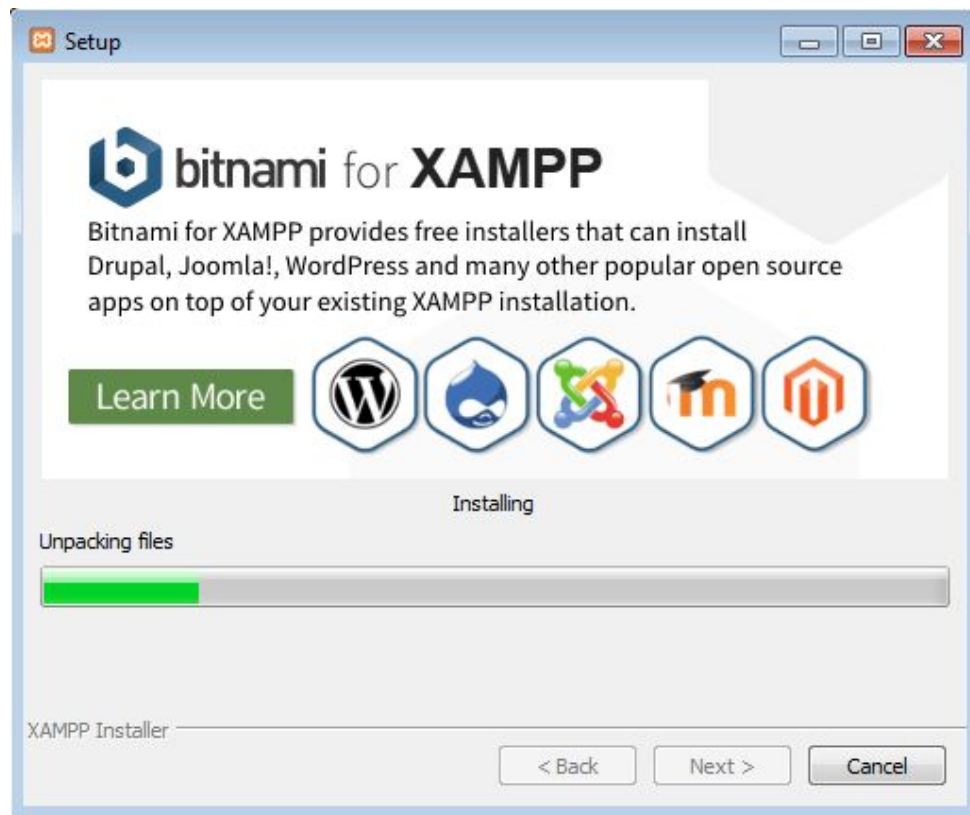 Setup
bitnami for XAMPP
Bitnami for XAMPP provides free installers that can install
Drupal, Joomla!, WordPress and many other popular open source
apps on top of your existing XAMPP installation.
Learn More
Installing
Unpacking files
XAMPP Installer
< Back Next > Cancel